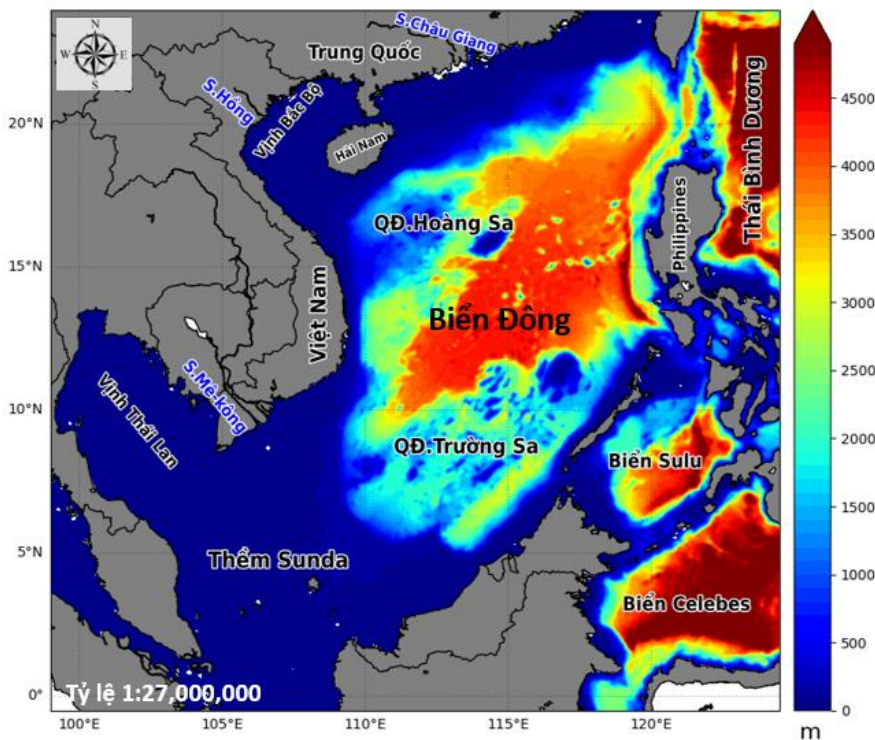 N
W E
S
S.Châu Giang
Trung Quốc
S.Hồng
Vịnh Bắc Bộ
Hải Nam
Thái Bình Dương
Philippines
QĐ.Hoàng Sa
Việt Nam
Biển Đông
S.Mê-kông
Vịnh Thái Lan
QĐ.Trường Sa
Biển Sulu
Thềm Sunda
Biển Celebes
Tỷ lệ 1:27,000,000
20°N
15°N
10°N
5°N
0°
100°E
105°E
110°E
115°E
120°E
4500
4000
3500
3000
2500
2000
1500
1000
500
0
m